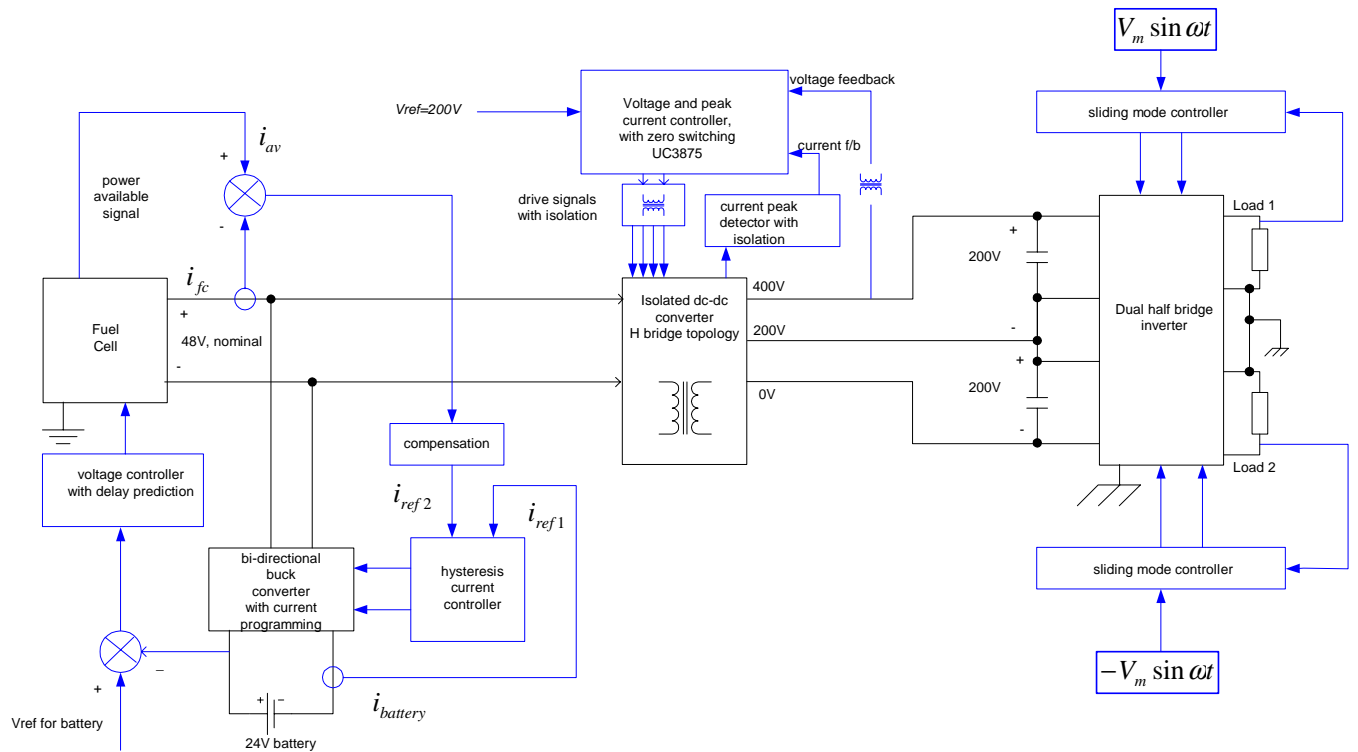 V_m sin ωt
voltage feedback
Vref=200V
Voltage and peak
current controller,
with zero switching
UC3875
sliding mode controller
i_av
+
-
power
available
signal
current f/b
drive signals
with isolation
current peak
detector with
isolation
Load 1
i_fc
+
48V, nominal
-
Fuel
Cell
Isolated dc-dc
converter
H bridge topology
400V
200V
0V
+
200V
-
+
200V
-
Dual half bridge
inverter
Load 2
compensation
voltage controller
with delay prediction
i_ref 2
i_ref1
bi-directional
buck
converter
with current
programming
hysteresis
current
controller
sliding mode controller
−V_m sin ωt
−
+
Vref for battery
+ −
24V battery
i_battery